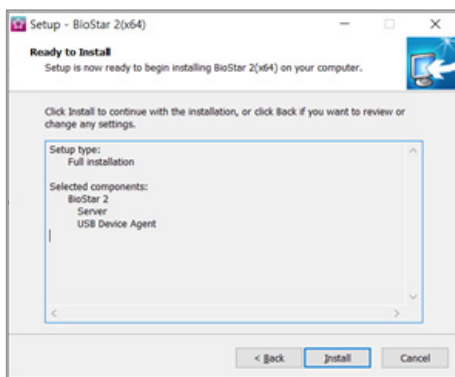 Setup - BioStar 2(x64)
Ready to Install
Setup is now ready to begin installing BioStar 2(x64) on your computer.
Click Install to continue with the installation, or click Back if you want to review or
change any settings.
Setup type:
Full installation
Selected components:
BioStar 2
Server
USB Device Agent
< Back
Install
Cancel